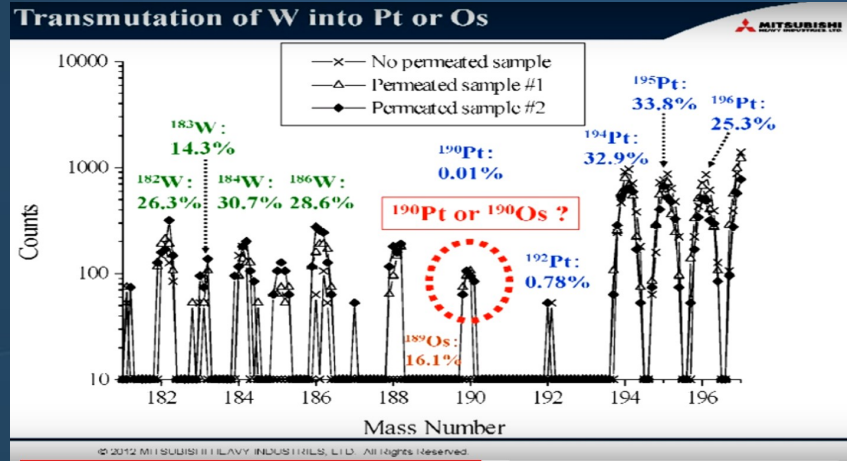 Transmutation of W into Pt or Os
MITSUBISHI
HEAVY INDUSTRIES, LTD.
No permeated sample
Permeated sample #1
Permeated sample #2
10000
1000
100
10
Counts
183W:
14.3%
182W:
26.3%
184W:
30.7%
186W:
28.6%
190Pt:
0.01%
190Pt or 190Os ?
189Os:
16.1%
192Pt:
0.78%
194Pt:
32.9%
195Pt:
33.8%
196Pt:
25.3%
182 184 186 188 190 192 194 196
Mass Number
© 2012 MITSUBISHI HEAVY INDUSTRIES, LTD. All Rights Reserved.